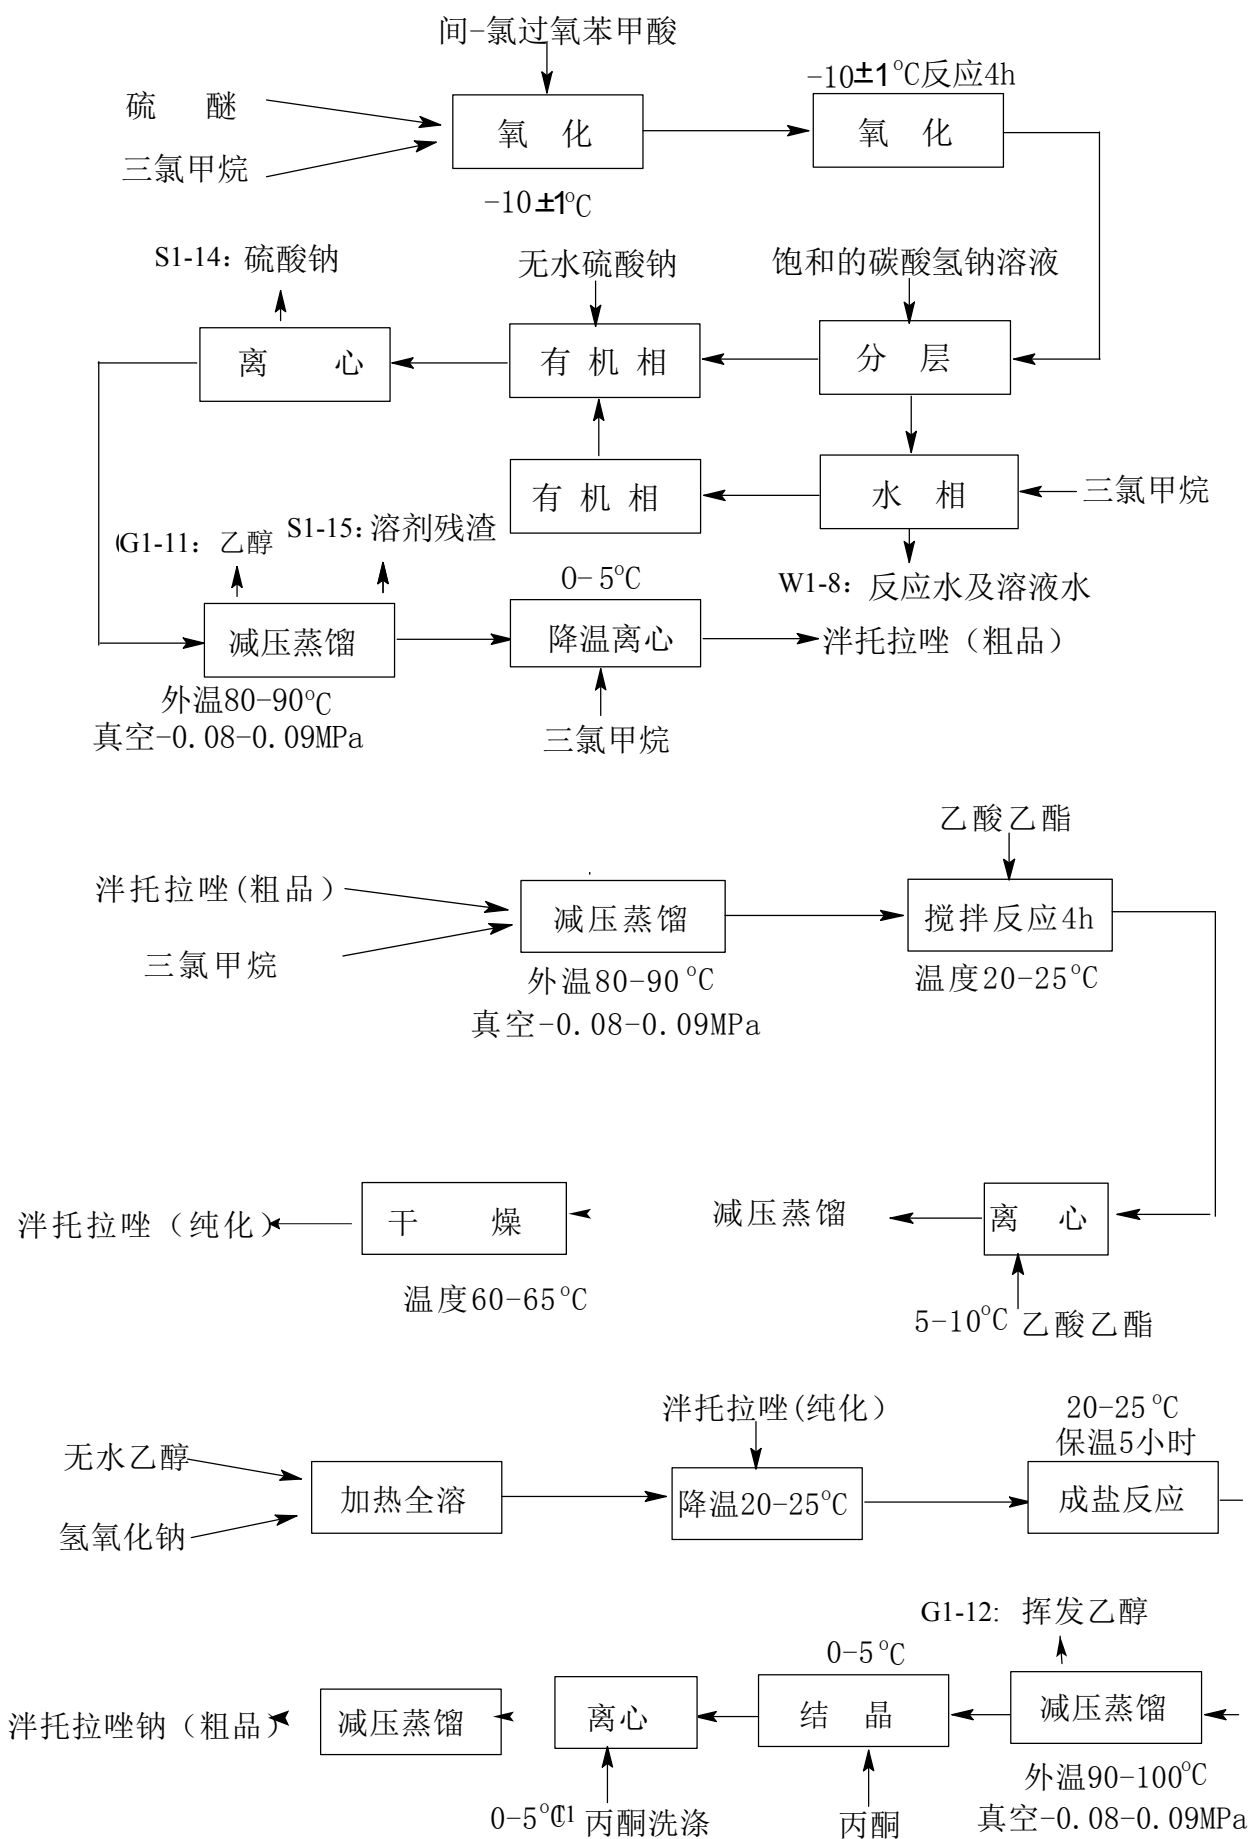 间-氯过氧苯甲酸
-10±1℃反应4h
硫 醚
氧 化
氧 化
三氯甲烷
-10±1℃
S1-14：硫酸钠
无水硫酸钠
饱和的碳酸氢钠溶液
离 心
有 机 相
分 层
有 机 相
水 相
三氯甲烷
G1-11：乙醇
S1-15：溶剂残渣
0-5℃
W1-8：反应水及溶液水
减压蒸馏
降温离心
泮托拉唑（粗品）
外温80-90℃
真空-0.08-0.09MPa
三氯甲烷
乙酸乙酯
泮托拉唑(粗品）
减压蒸馏
搅拌反应4h
三氯甲烷
外温80-90℃
温度20-25℃
真空-0.08-0.09MPa
泮托拉唑（纯化）
干 燥
减压蒸馏
离 心
温度60-65℃
5-10℃ 乙酸乙酯
泮托拉唑(纯化）
20-25℃
保温5小时
无水乙醇
加热全溶
降温20-25℃
成盐反应
氢氧化钠
G1-12: 挥发乙醇
0-5℃
泮托拉唑钠（粗品）
减压蒸馏
离心
结 晶
减压蒸馏
外温90-100℃
0-5℃ 丙酮洗涤
丙酮
真空-0.08-0.09MPa